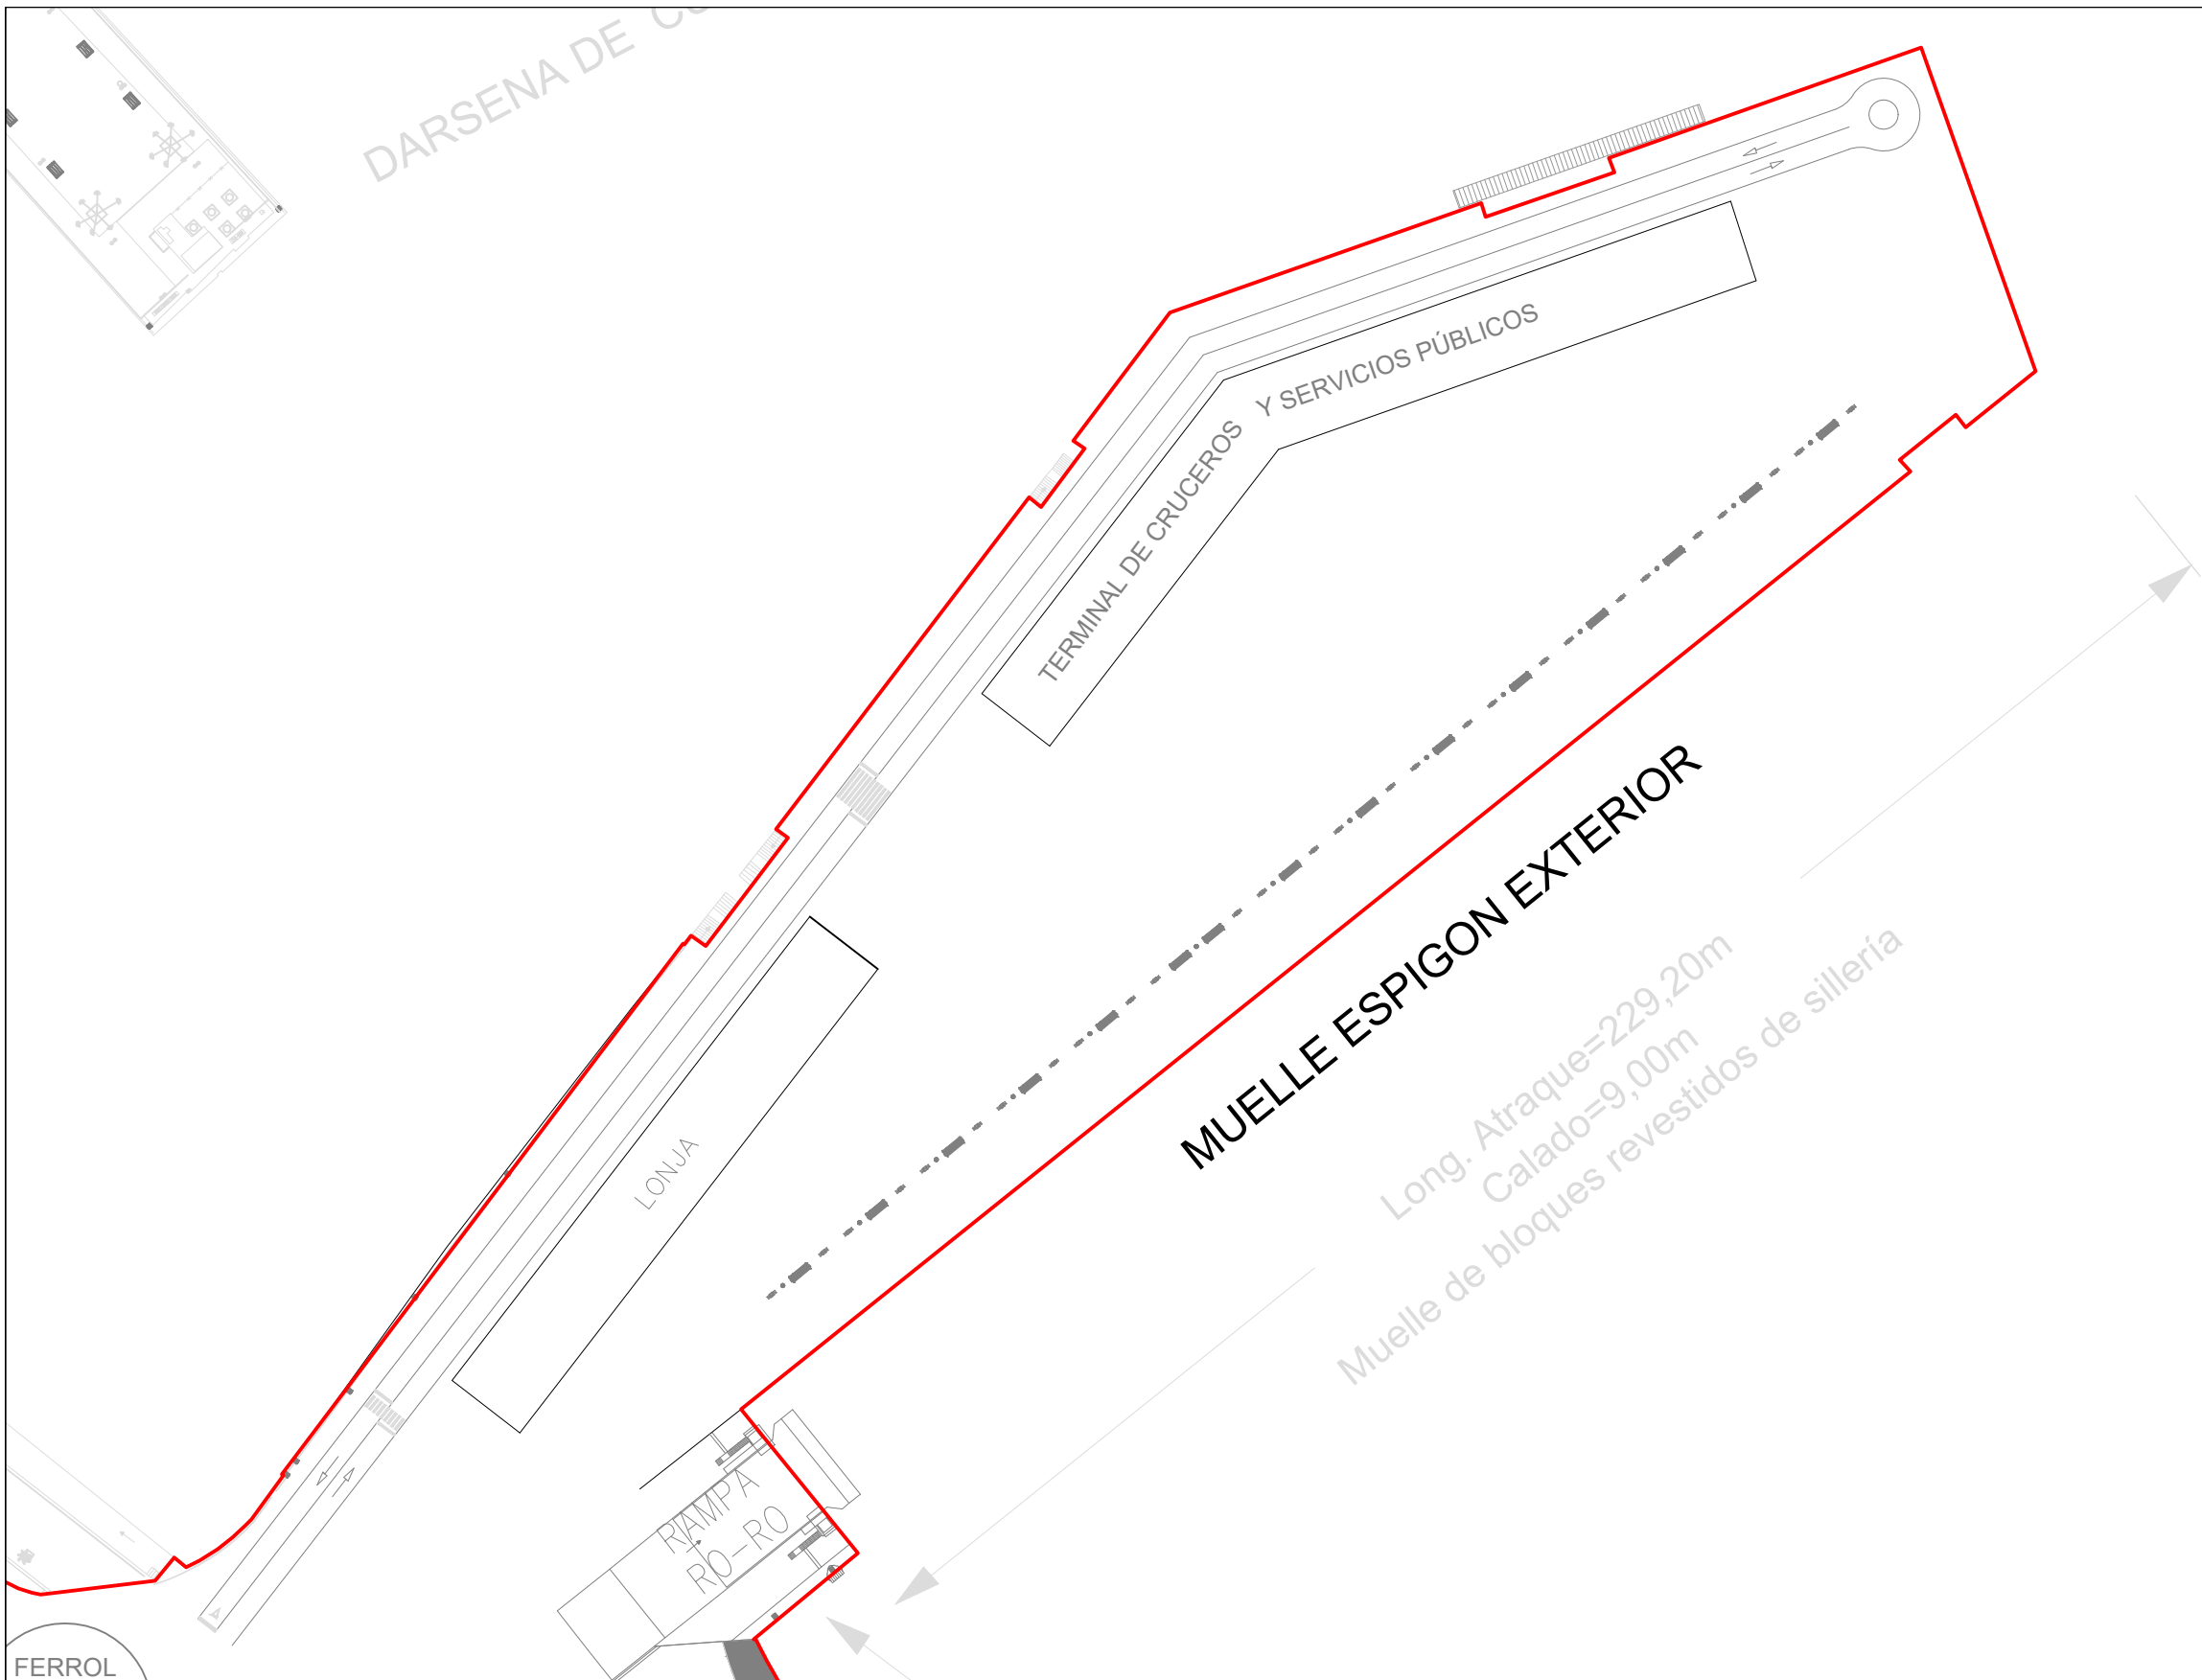 DARSENA DE
TERMINAL DE CRUCEROS Y SERVICIOS PÚBLICOS
MUELLE ESPIGON EXTERIOR
Long. Atraque=229,20m
Calado=9,00m
Muelle de bloques revestidos de sillería
LONJA
RAMPA
RO-RO
FERROL